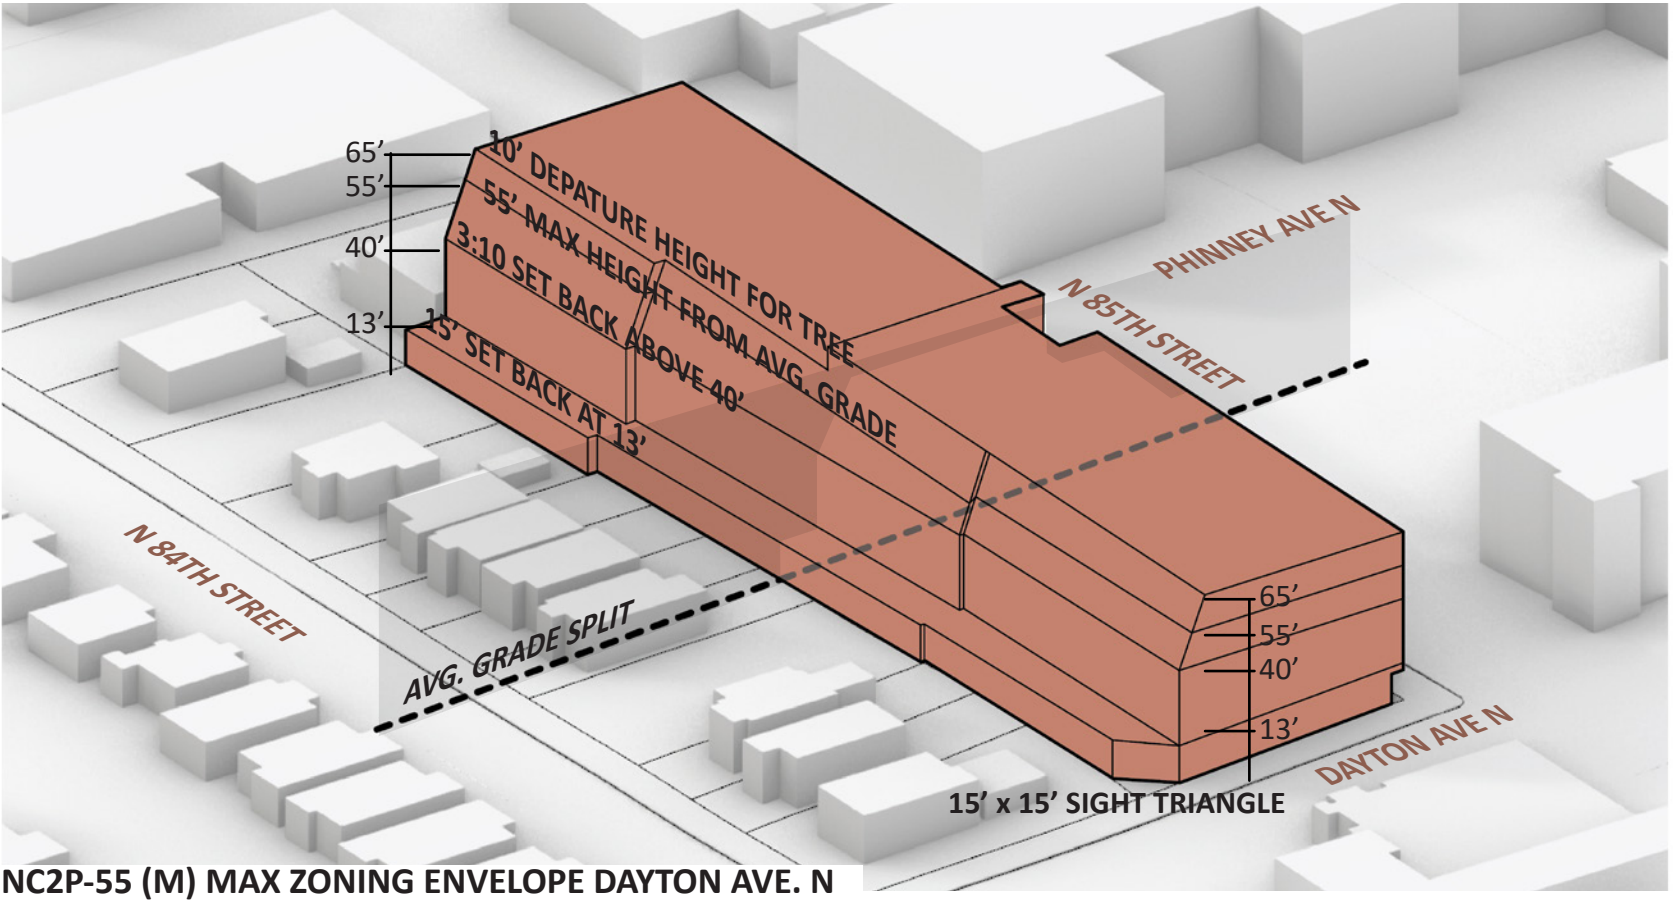 65’
55’
40’
13’
10’ DEPATURE HEIGHT FOR TREE
55’ MAX HEIGHT FROM AVG. GRADE
3:10 SET BACK ABOVE 40’
15’ SET BACK AT 13’
PHINNEY AVE N
N 85TH STREET
N 84TH STREET
AVG. GRADE SPLIT
65’
55’
40’
13’
DAYTON AVE N
15’ x 15’ SIGHT TRIANGLE
NC2P-55 (M) MAX ZONING ENVELOPE DAYTON AVE. N